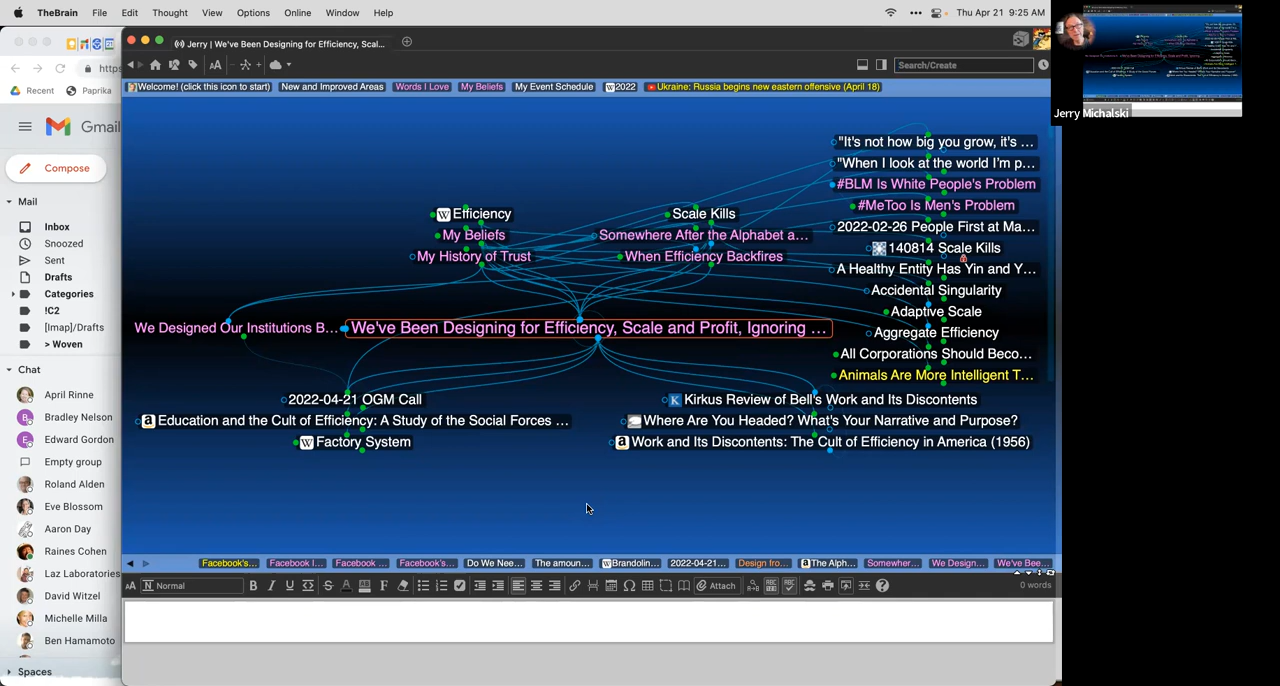 TheBrain File Edit Thought View Options Online Window Help
Thu Apr 21 9:25 AM
Jerry | We've Been Designing for Efficiency, Scal...
https
Search/Create
Recent Paprika
Welcome! (click this icon to start) New and Improved Areas Words I Love My Beliefs My Event Schedule W 2022 Ukraine: Russia begins new eastern offensive (April 18)
Jerry Michalski
Gmail
Compose
Mail
Inbox
Snoozed
Sent
Drafts
Categories
!C2
[Imap]/Drafts
> Woven
Chat
April Rinne
Bradley Nelson
Edward Gordon
Empty group
Roland Alden
Eve Blossom
Aaron Day
Raines Cohen
Laz Laboratories
David Witzel
Michelle Milla
Ben Hamamoto
Spaces
W Efficiency
My Beliefs
My History of Trust
Scale Kills
Somewhere After the Alphabet a...
When Efficiency Backfires
"It's not how big you grow, it's ...
"When I look at the world I'm p...
#BLM Is White People's Problem
#MeToo Is Men's Problem
2022-02-26 People First at Ma...
140814 Scale Kills
A Healthy Entity Has Yin and Y...
Accidental Singularity
Adaptive Scale
Aggregate Efficiency
All Corporations Should Beco...
Animals Are More Intelligent T...
We Designed Our Institutions B...
We've Been Designing for Efficiency, Scale and Profit, Ignoring ...
2022-04-21 OGM Call
a Education and the Cult of Efficiency: A Study of the Social Forces ...
W Factory System
K Kirkus Review of Bell's Work and Its Discontents
Where Are You Headed? What's Your Narrative and Purpose?
a Work and Its Discontents: The Cult of Efficiency in America (1956)
Facebook's... Facebook I... Facebook ... Facebook's... Do We Nee... The amoun... W Brandolin... 2022-04-21... Design fro... a The Alph... Somewher... We Design... We've Bee...
AA N Normal B I U S A F Attach 0 words